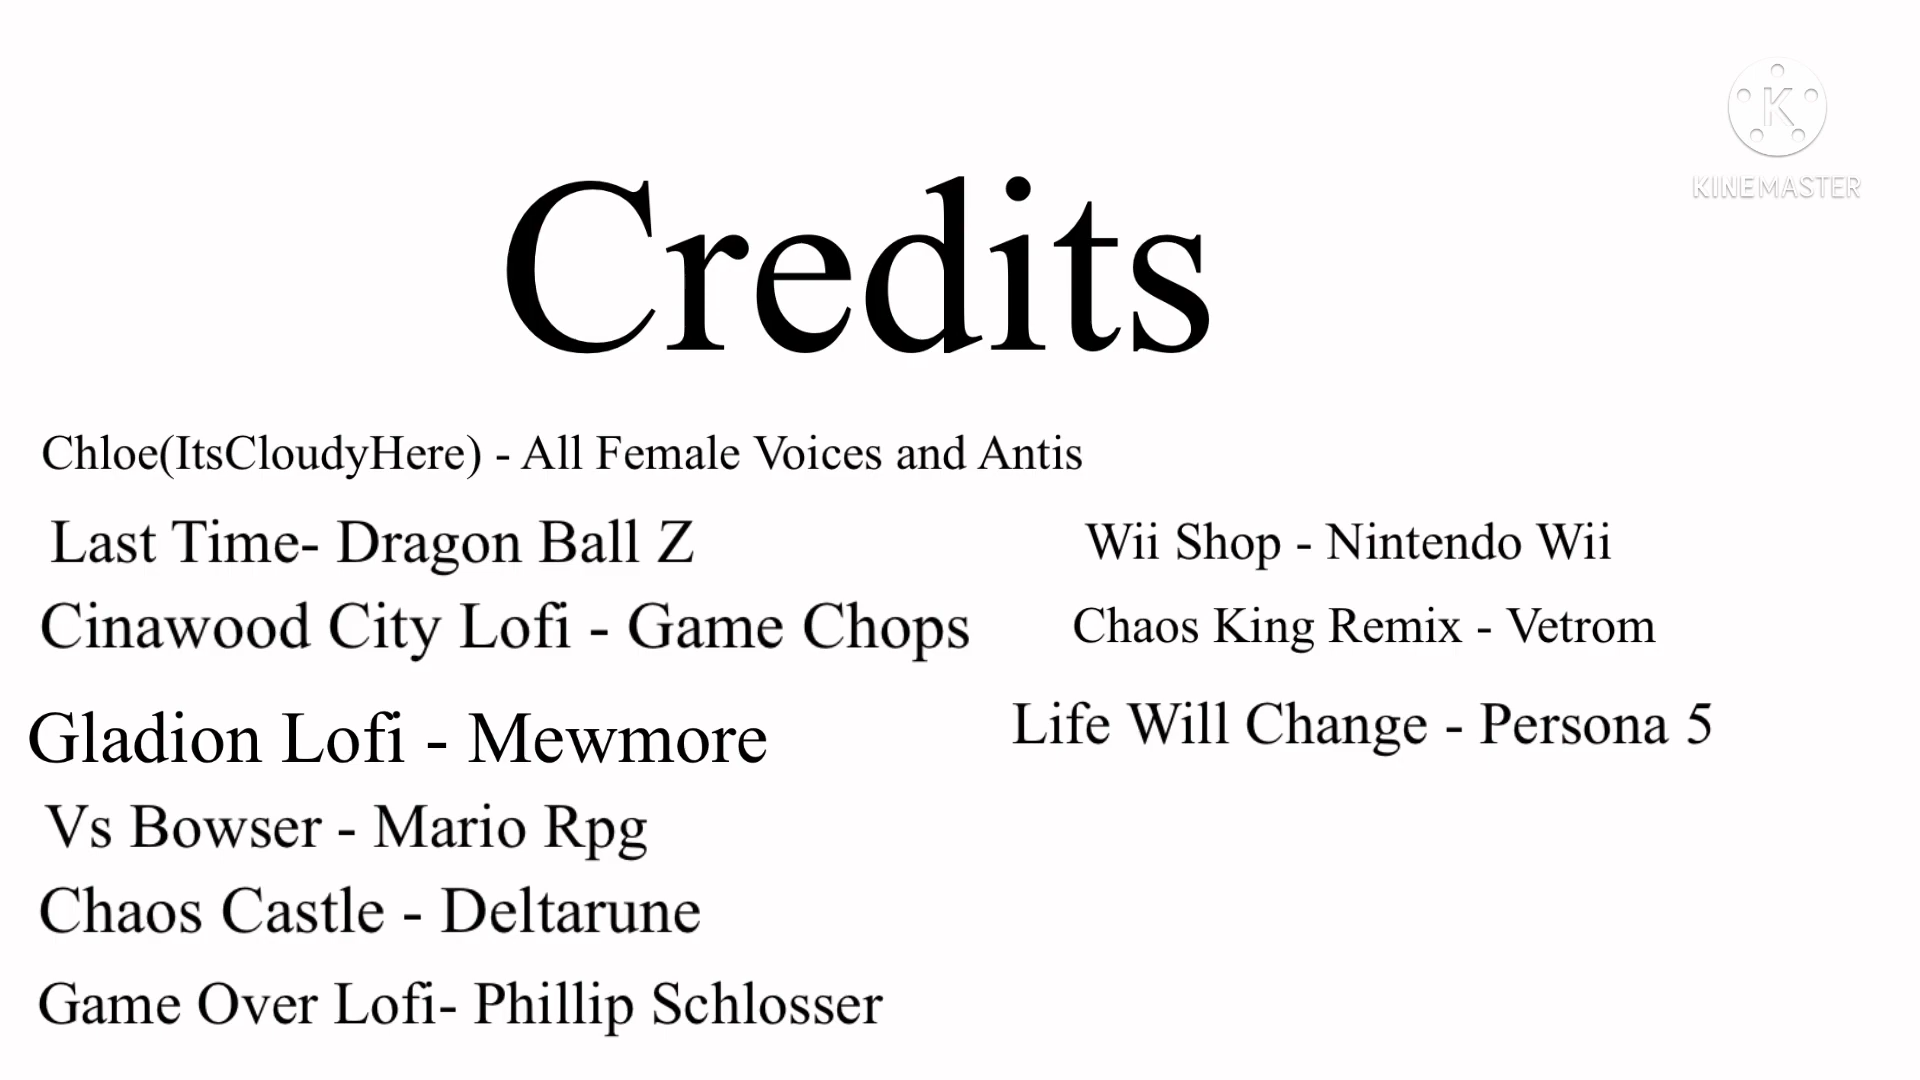 KINEMASTER
Credits
Chloe(ItsCloudyHere) - All Female Voices and Antis
Last Time- Dragon Ball Z
Cinawood City Lofi - Game Chops
Gladion Lofi - Mewmore
Vs Bowser - Mario Rpg
Chaos Castle - Deltarune
Game Over Lofi- Phillip Schlosser
Wii Shop - Nintendo Wii
Chaos King Remix - Vetrom
Life Will Change - Persona 5